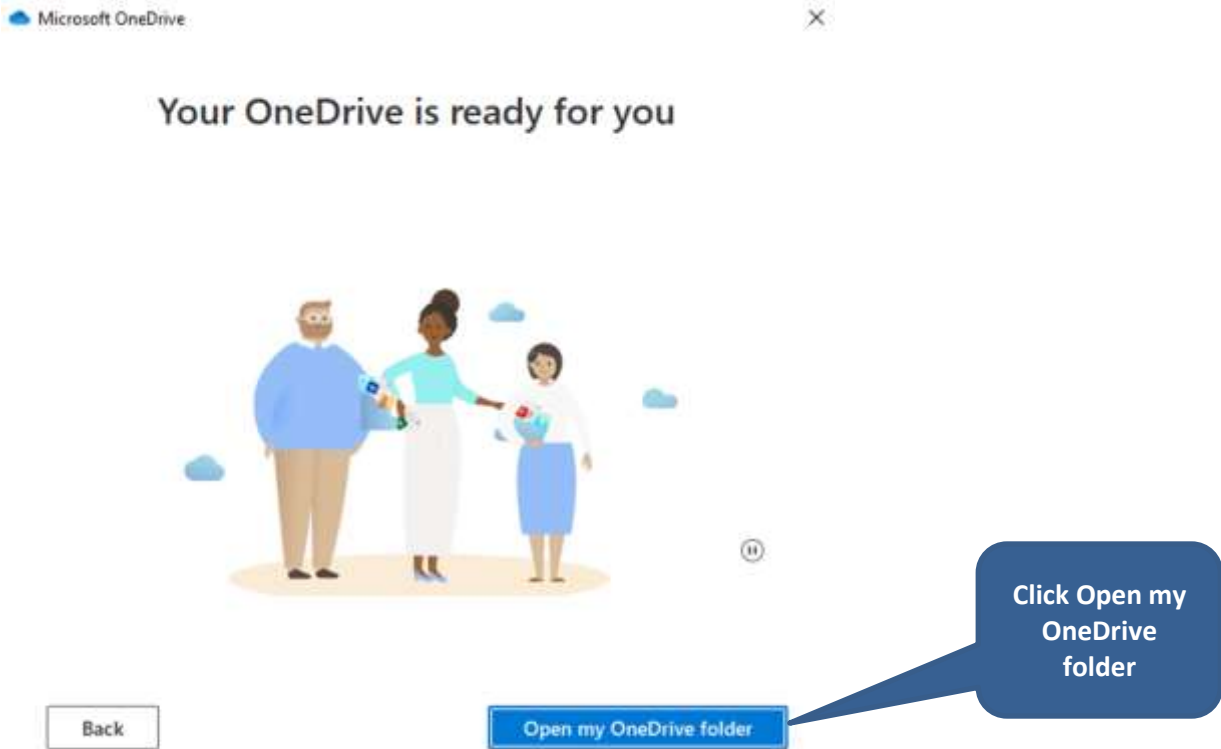 Microsoft OneDrive
Your OneDrive is ready for you
Click Open my
OneDrive
folder
Back
Open my OneDrive folder